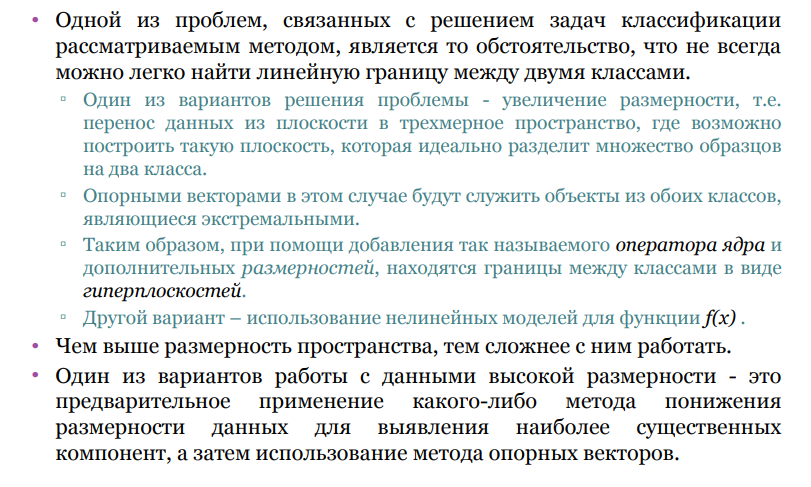 • Одной из проблем, связанных с решением задач классификации
рассматриваемым методом, является то обстоятельство, что не всегда
можно легко найти линейную границу между двумя классами.
▫ Один из вариантов решения проблемы - увеличение размерности, т.е.
перенос данных из плоскости в трехмерное пространство, где возможно
построить такую плоскость, которая идеально разделит множество образцов
на два класса.
▫ Опорными векторами в этом случае будут служить объекты из обоих классов,
являющиеся экстремальными.
▫ Таким образом, при помощи добавления так называемого оператора ядра и
дополнительных размерностей, находятся границы между классами в виде
гиперплоскостей.
▫ Другой вариант – использование нелинейных моделей для функции f(x) .
• Чем выше размерность пространства, тем сложнее с ним работать.
• Один из вариантов работы с данными высокой размерности - это
предварительное применение какого-либо метода понижения
размерности данных для выявления наиболее существенных
компонент, а затем использование метода опорных векторов.